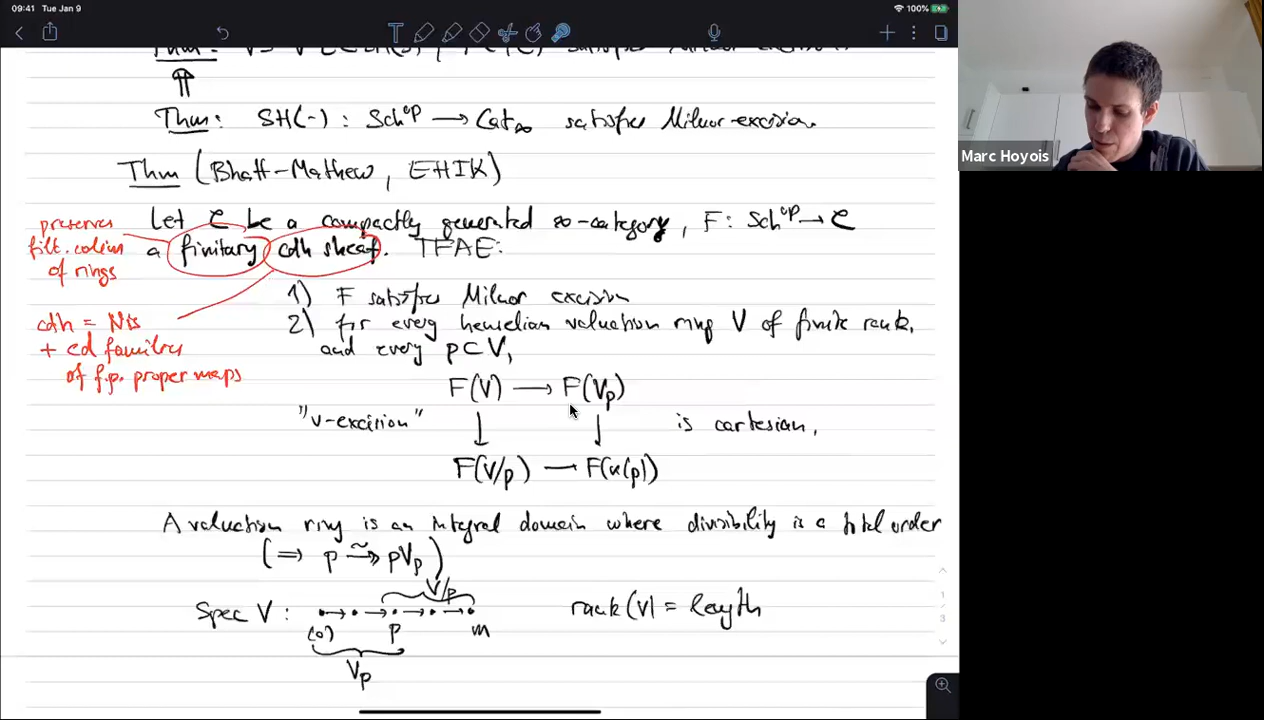 09:41 Tue Jan 9
100%
Thm:
Thm: SH(-) : Sch^op → Cat_∞ satisfies Milnor excision
Thm (Bhatt-Mathew, EHIK)
Let C be a compactly generated ∞-category, F: Sch^op → C
a finitary cdh sheaf. TFAE:
preserves
filt. colim
of rings
1) F satisfies Milnor excision
2) for every henselian valuation ring V of finite rank,
and every p⊂V,
cdh = Nis
+ ed families
of f.p. proper maps
F(V) → F(V_p)
"v-excision" ↓ ↓ is cartesian.
F(V/p) → F(κ(p))
A valuation ring is an integral domain where divisibility is a total order
(⟹ p ⥲ pV_p)
V/p
Spec V: •→•→•→•→• rank(V) = length
(0) p m
V_p
Marc Hoyois
1
/3